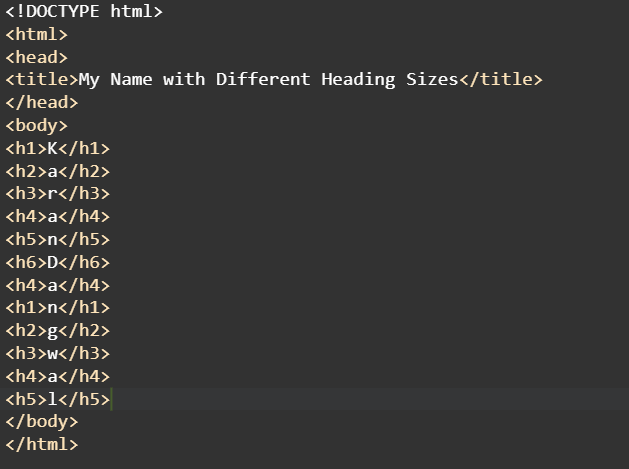 <!DOCTYPE html>
<html>
<head>
<title>My Name with Different Heading Sizes</title>
</head>
<body>
<h1>K</h1>
<h2>a</h2>
<h3>r</h3>
<h4>a</h4>
<h5>n</h5>
<h6>D</h6>
<h4>a</h4>
<h1>n</h1>
<h2>g</h2>
<h3>w</h3>
<h4>a</h4>
<h5>l</h5>
</body>
</html>